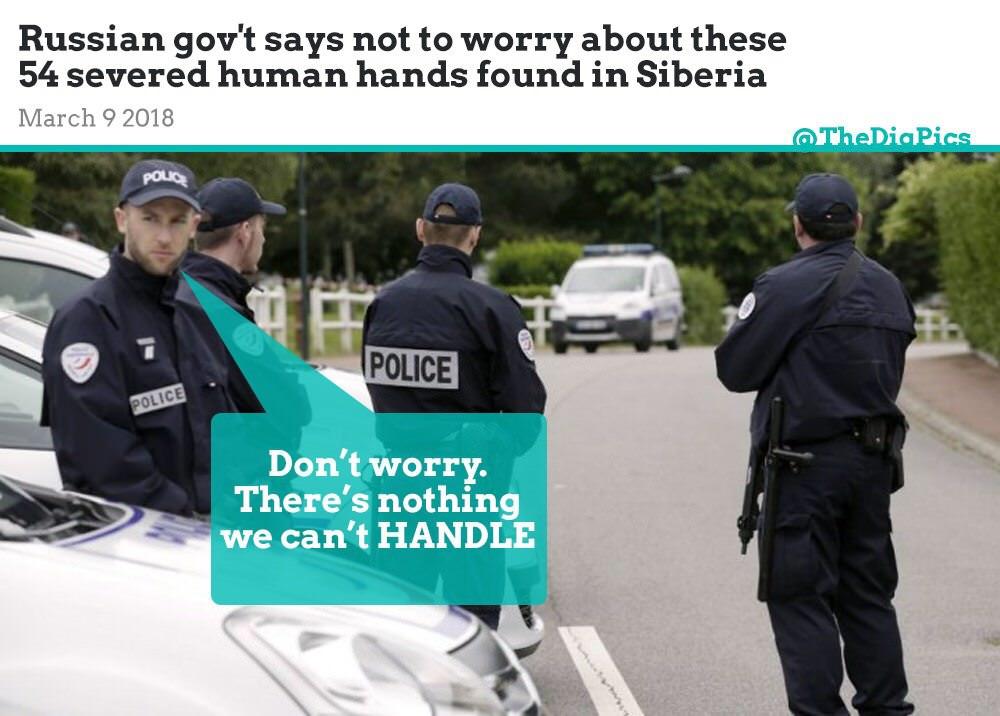 Russian gov't says not to worry about these
54 severed human hands found in Siberia
March 9 2018
@TheDigPics
POLICE
POLICE
POLICE
Don't worry.
There's nothing
we can't HANDLE